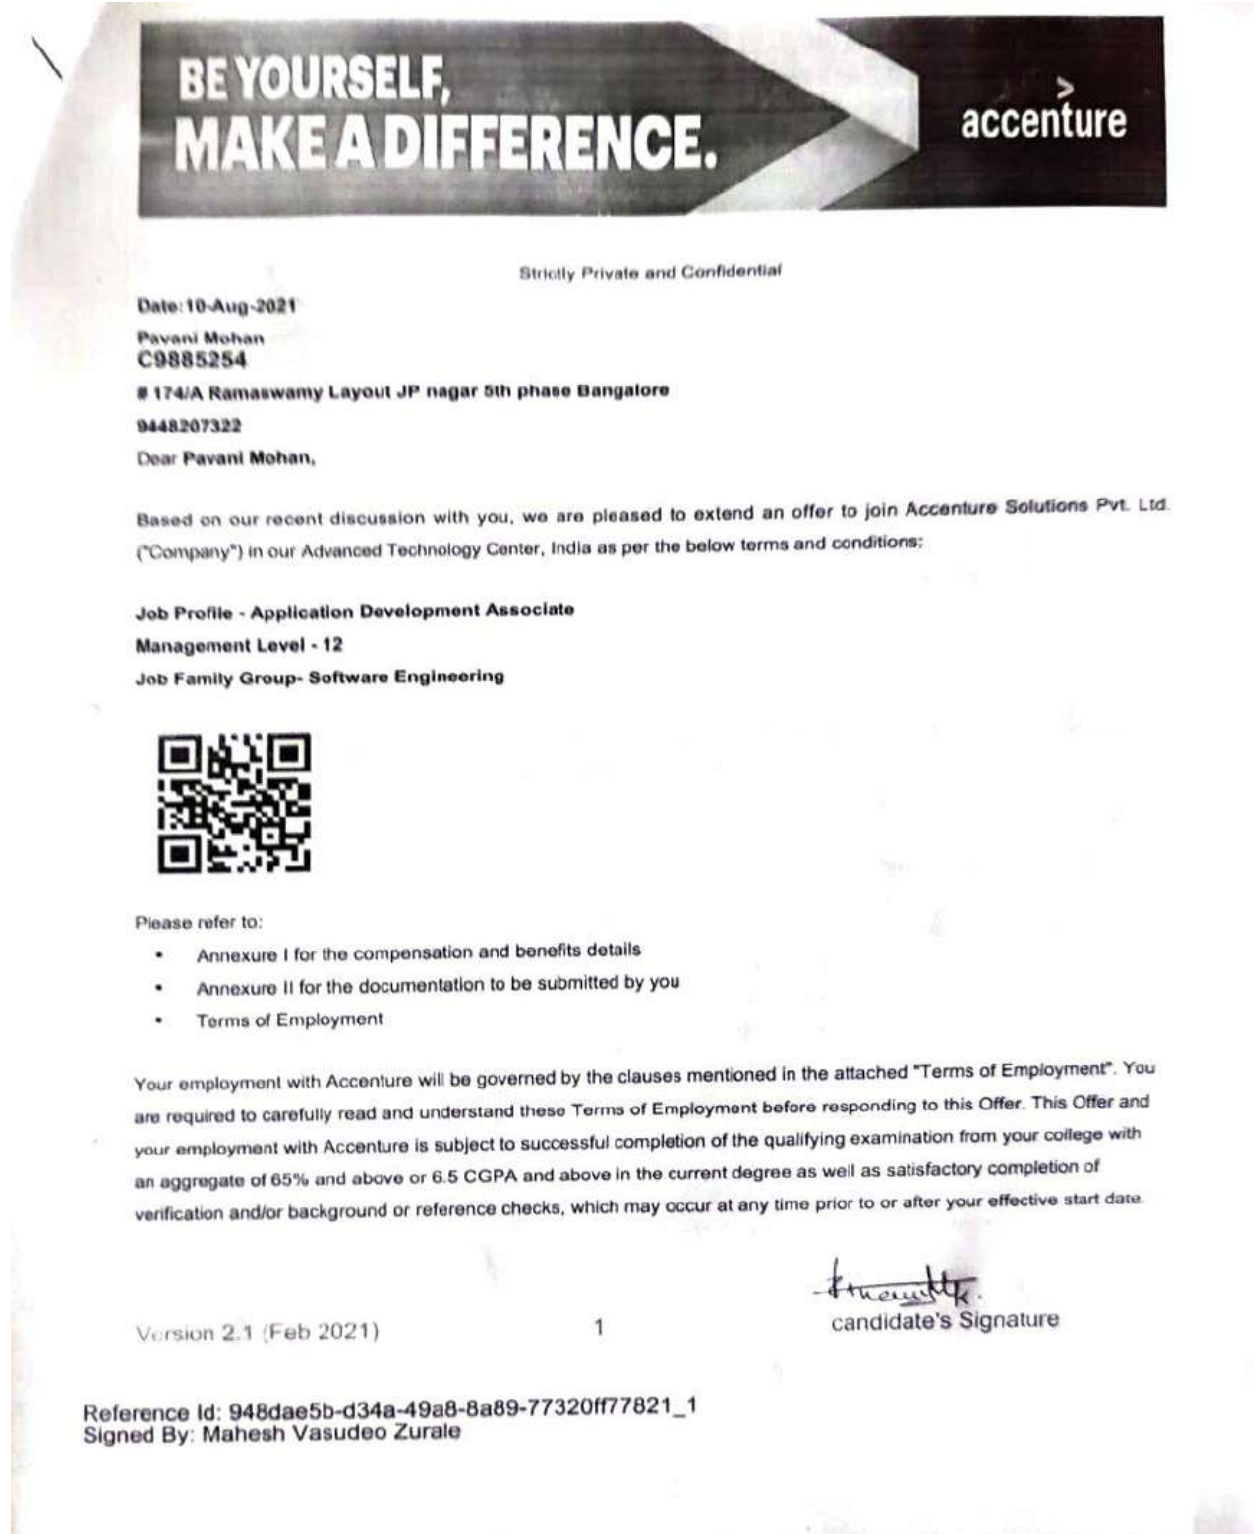 BE YOURSELF,
MAKE A DIFFERENCE.
>
accenture
Strictly Private and Confidential
Date:10-Aug-2021
Pavani Mohan
C9885254
# 174/A Ramaswamy Layout JP nagar 5th phase Bangalore
9448207322
Dear Pavani Mohan,
Based on our recent discussion with you, we are pleased to extend an offer to join Accenture Solutions Pvt. Ltd.
("Company") in our Advanced Technology Center, India as per the below terms and conditions:
Job Profile - Application Development Associate
Management Level - 12
Job Family Group- Software Engineering
Please refer to:
• Annexure I for the compensation and benefits details
• Annexure II for the documentation to be submitted by you
• Terms of Employment
Your employment with Accenture will be governed by the clauses mentioned in the attached "Terms of Employment". You
are required to carefully read and understand these Terms of Employment before responding to this Offer. This Offer and
your employment with Accenture is subject to successful completion of the qualifying examination from your college with
an aggregate of 65% and above or 6.5 CGPA and above in the current degree as well as satisfactory completion of
verification and/or background or reference checks, which may occur at any time prior to or after your effective start date.
candidate's Signature
Version 2.1 (Feb 2021)
1
Reference Id: 948dae5b-d34a-49a8-8a89-77320ff77821_1
Signed By: Mahesh Vasudeo Zurale